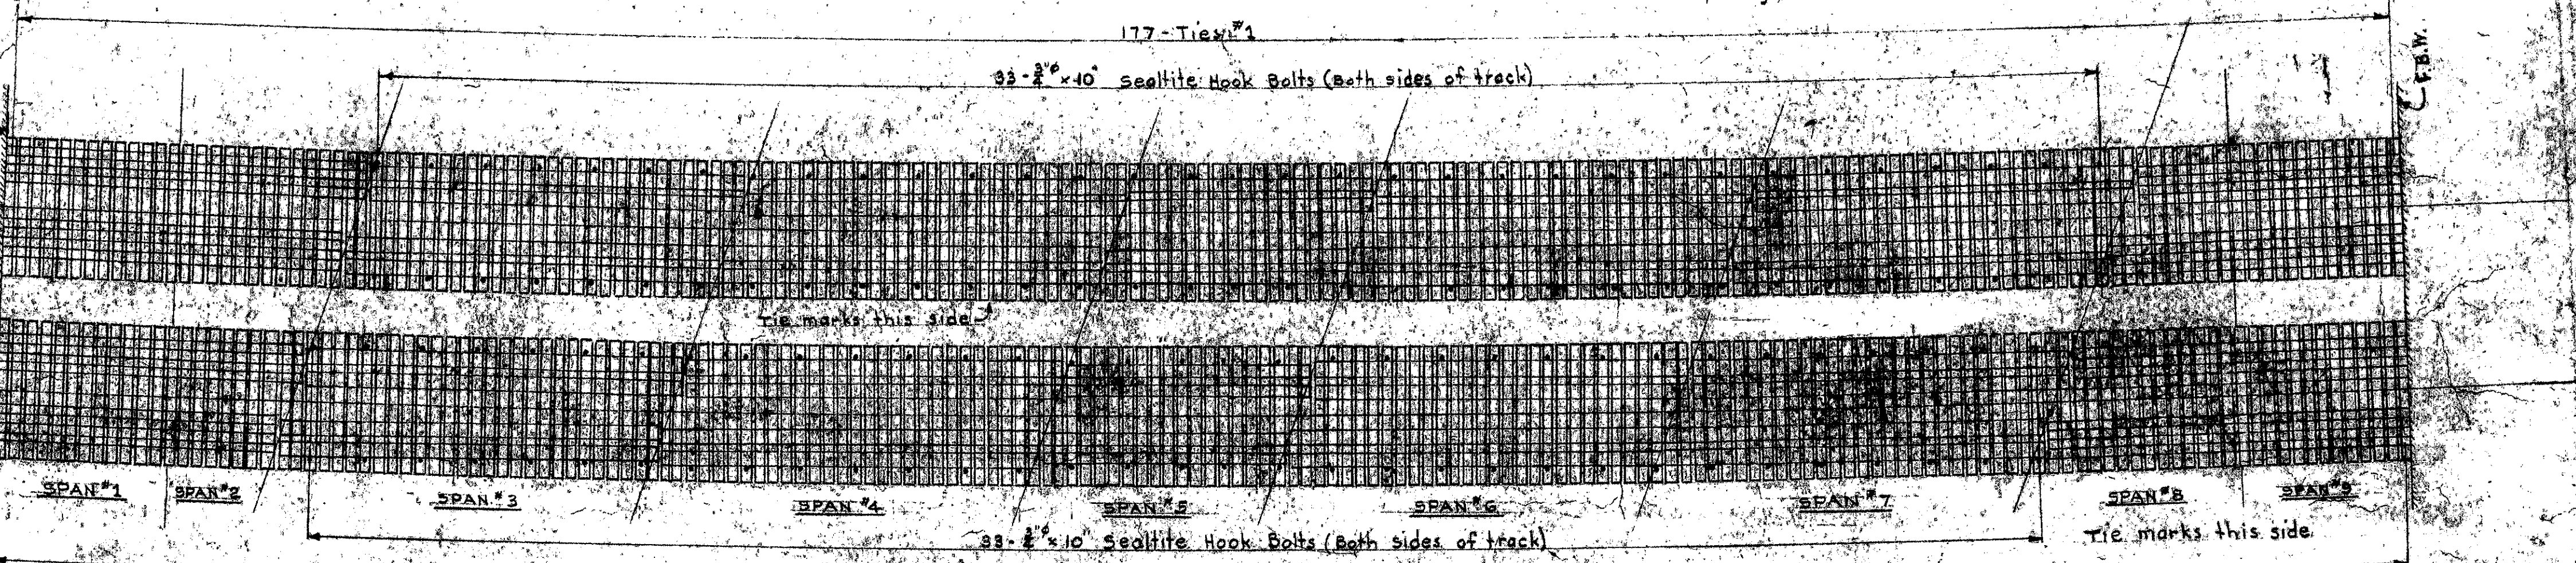 177-Ties #1
33-3/4"ø x 10" Sealtite Hook Bolts (Both sides of track)
F.B.W.
Tie marks this side
SPAN #1 SPAN #2 SPAN #3 SPAN #4 SPAN #5 SPAN #6 SPAN #7 SPAN #8 SPAN #9
33-3/4"ø x 10" Sealtite Hook Bolts (Both sides of track)
Tie marks this side